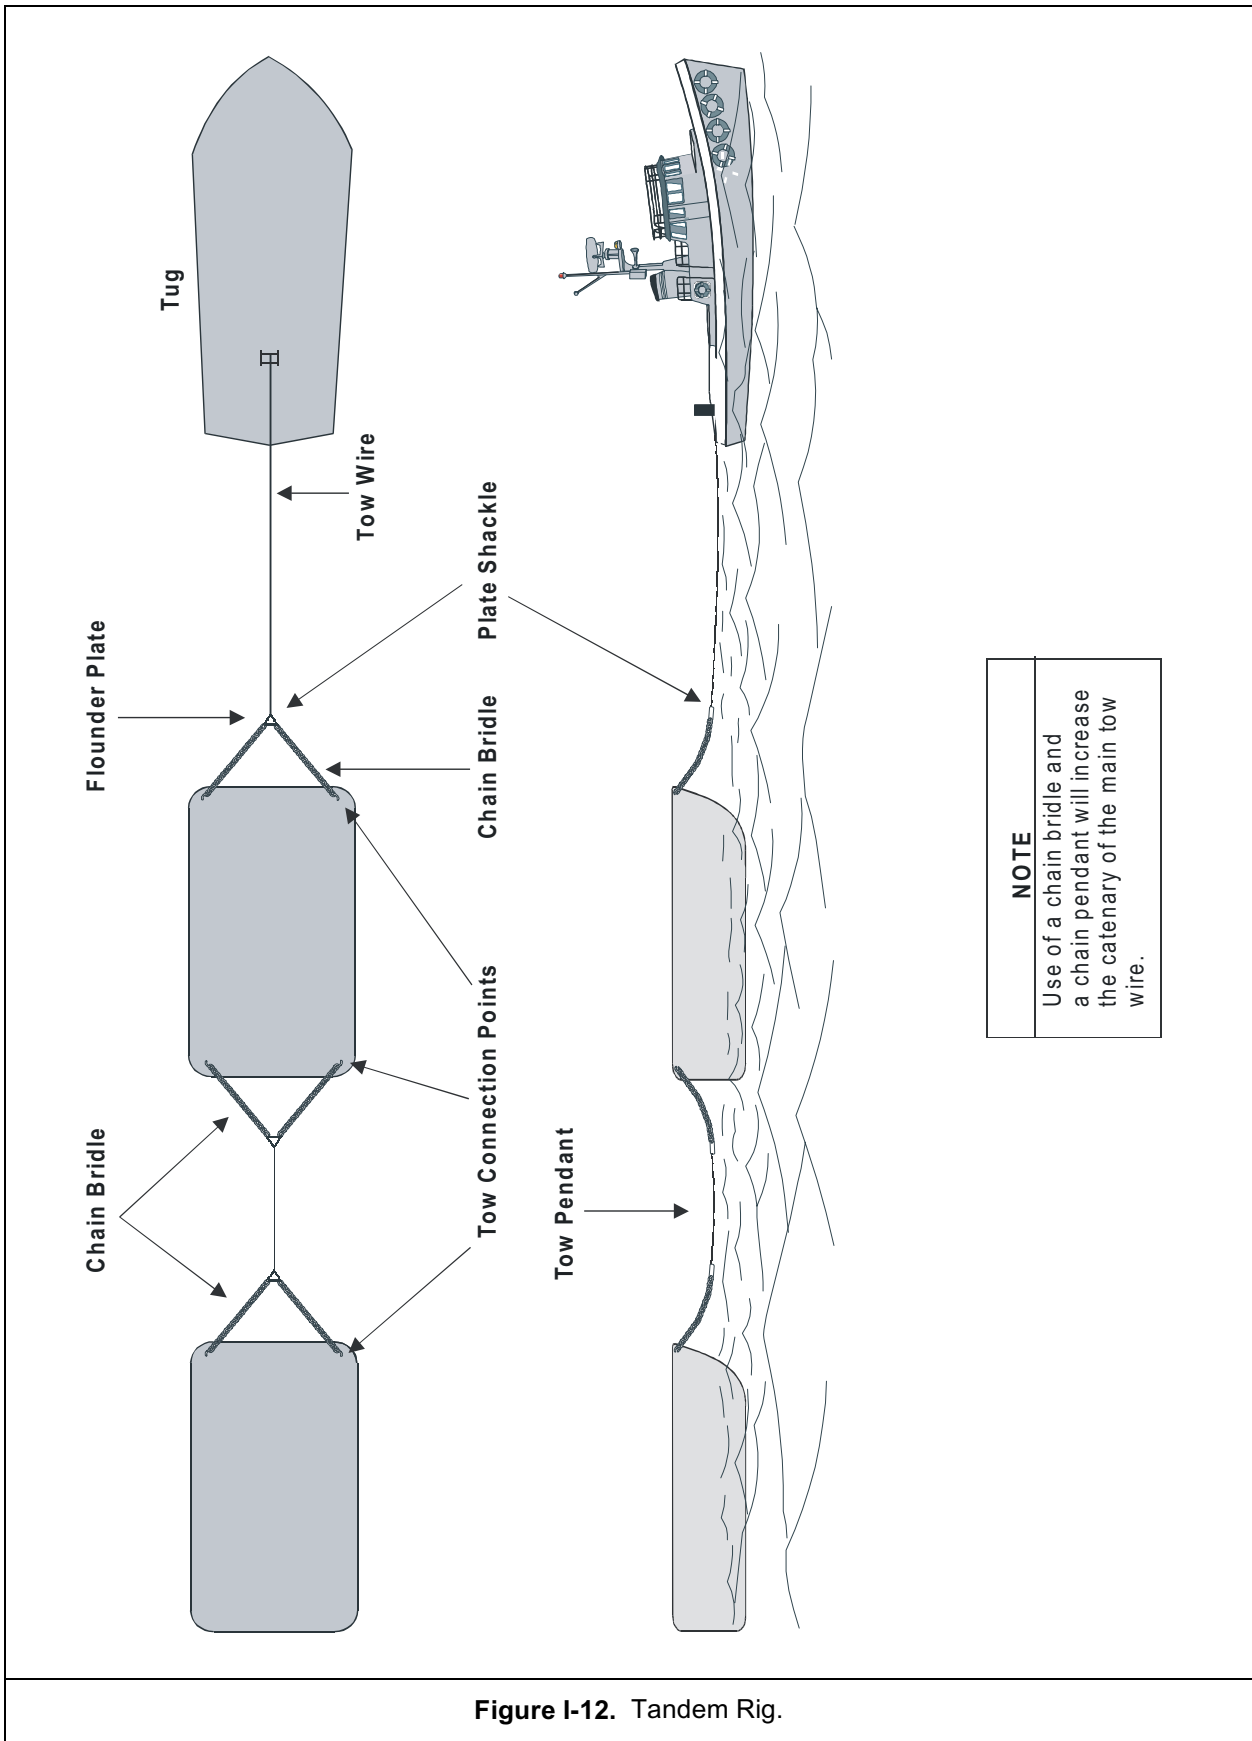 Tug
Tow Wire
Flounder Plate
Plate Shackle
Chain Bridle
Tow Connection Points
Chain Bridle
Tow Pendant
NOTE
Use of a chain bridle and
a chain pendant will increase
the catenary of the main tow
wire.
Figure I-12. Tandem Rig.